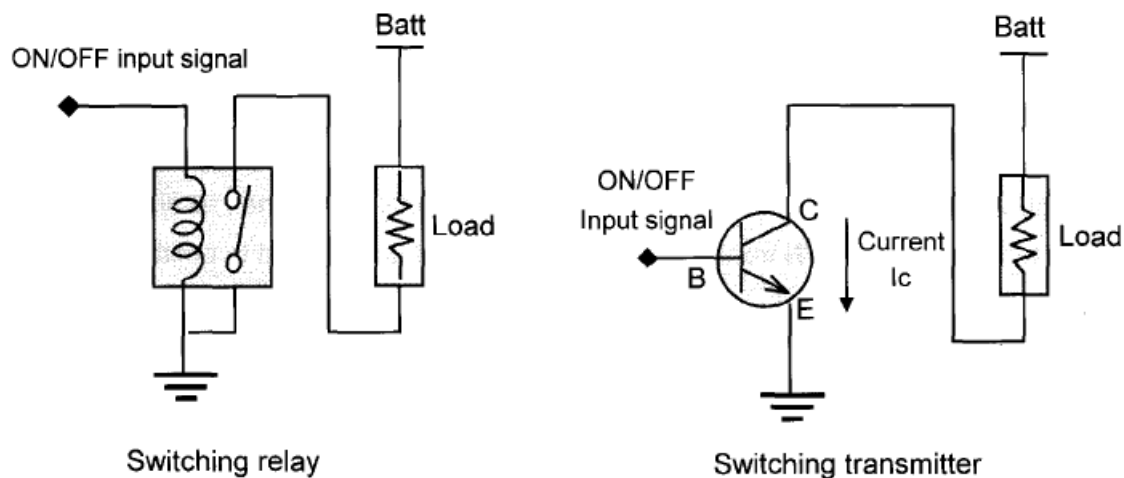 Batt
ON/OFF input signal
Load
Switching relay
Batt
ON/OFF
Input signal
C
B
E
Current
Ic
Load
Switching transmitter